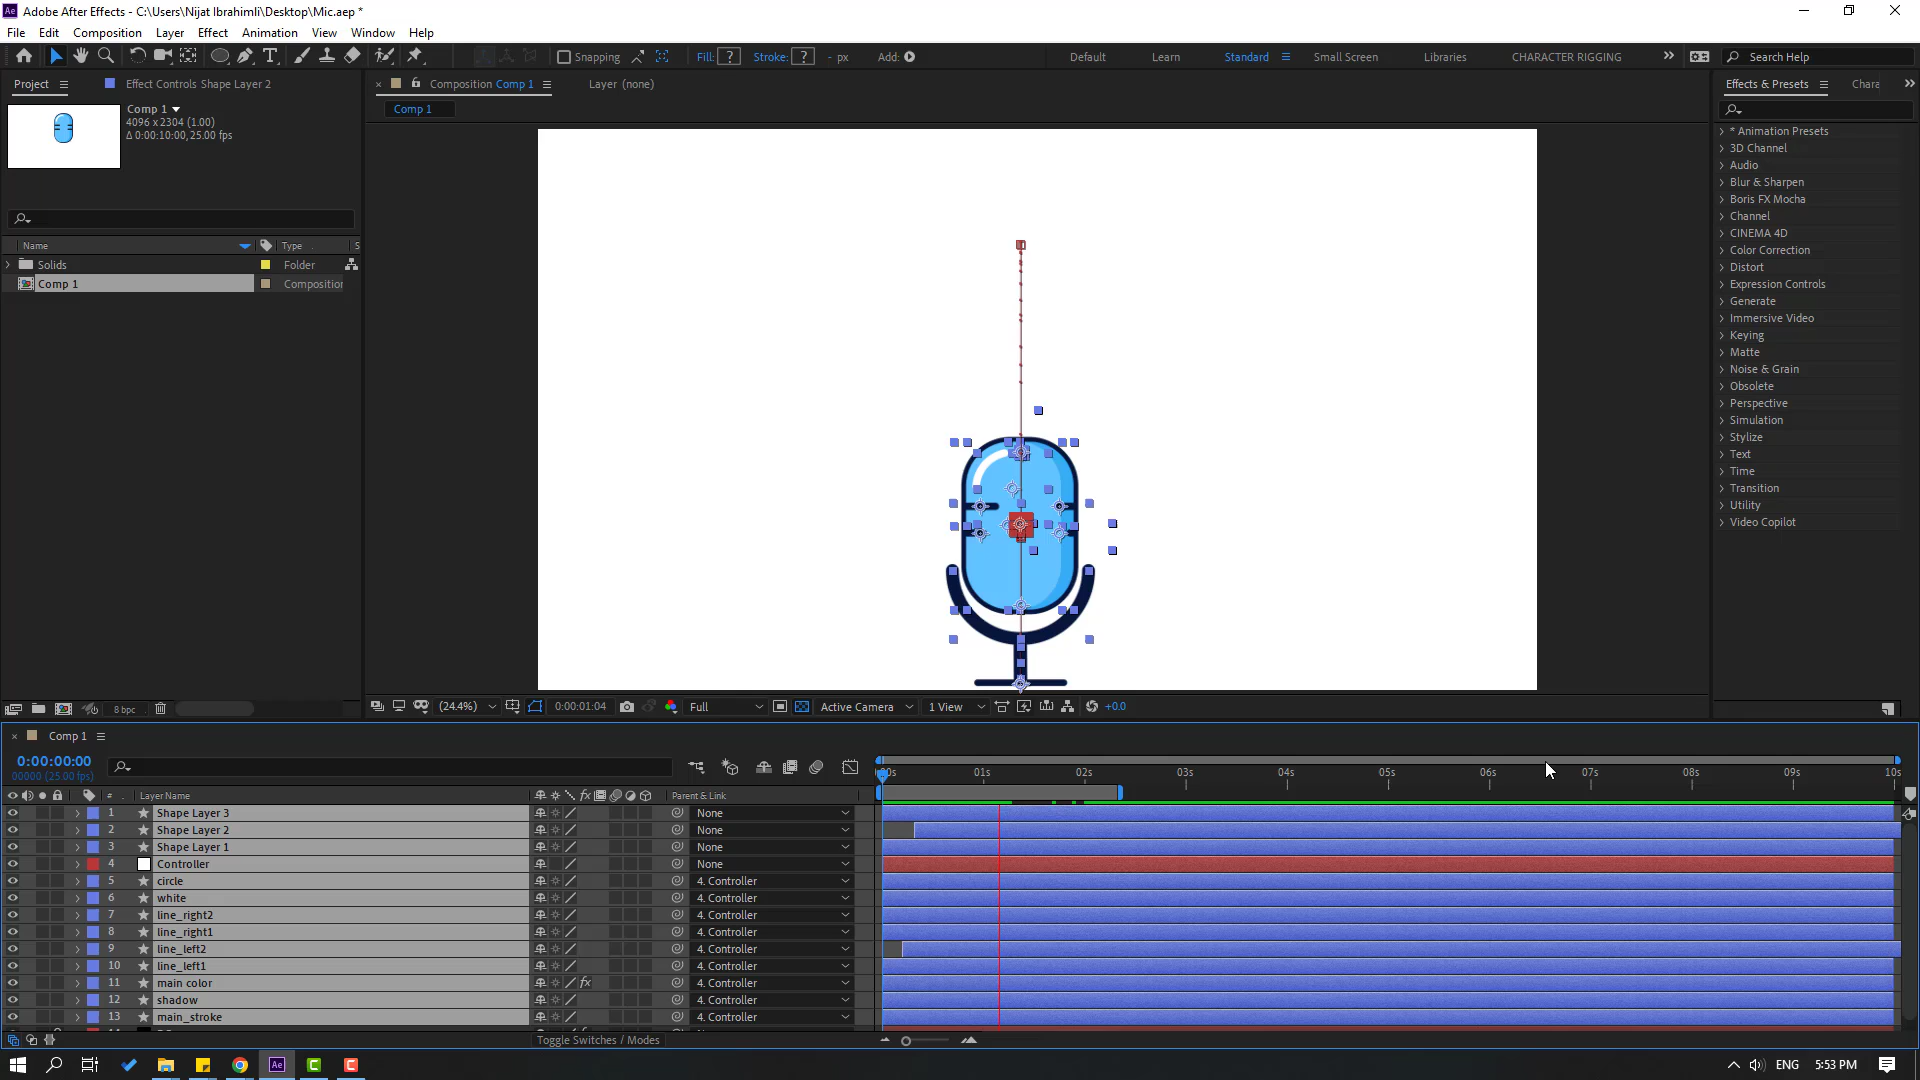 Ae Adobe After Effects - C:\Users\Nijat Ibrahimli\Desktop\Mic.aep *
File Edit Composition Layer Effect Animation View Window Help
Snapping Fill: ? Stroke: ? - px Add: Default Learn Standard Small Screen Libraries CHARACTER RIGGING Search Help
Project Effect Controls Shape Layer 2
Composition Comp 1 Layer (none)
Effects & Presets Chara
Comp 1
4096 x 2304 (1.00)
Δ 0:00:10:00, 25.00 fps
Comp 1
Name Type S
Solids Folder
Comp 1 Composition
* Animation Presets
3D Channel
Audio
Blur & Sharpen
Boris FX Mocha
Channel
CINEMA 4D
Color Correction
Distort
Expression Controls
Generate
Immersive Video
Keying
Matte
Noise & Grain
Obsolete
Perspective
Simulation
Stylize
Text
Time
Transition
Utility
Video Copilot
8 bpc
(24.4%) 0:00:01:04 Full Active Camera 1 View +0.0
Comp 1
0:00:00:00
00000 (25.00 fps)
00s 01s 02s 03s 04s 05s 06s 07s 08s 09s 10s
# Layer Name fx Parent & Link
1 Shape Layer 3 None
2 Shape Layer 2 None
3 Shape Layer 1 None
4 Controller None
5 circle 4. Controller
6 white 4. Controller
7 line_right2 4. Controller
8 line_right1 4. Controller
9 line_left2 4. Controller
10 line_left1 4. Controller
11 main color fx 4. Controller
12 shadow 4. Controller
13 main_stroke 4. Controller
Toggle Switches / Modes
Ae C C ENG 5:53 PM